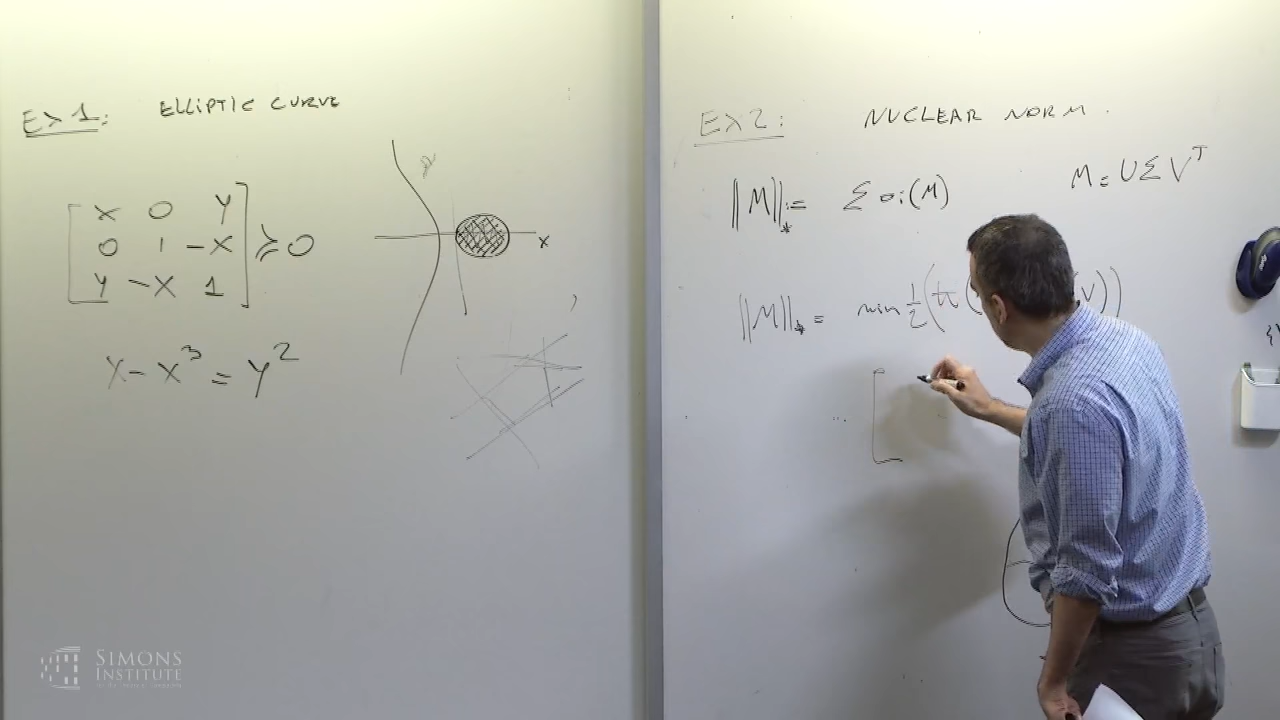 Ex 1: ELLIPTIC CURVE
X 0 Y
0 1 -X
Y -X 1
≽ 0
X - X³ = Y²
x
Ex 2: NUCLEAR NORM.
||M||* := Σ σi(M)
M = U Σ Vᵀ
||M||* = min 1/2 (tr( V))
SIMONS
INSTITUTE